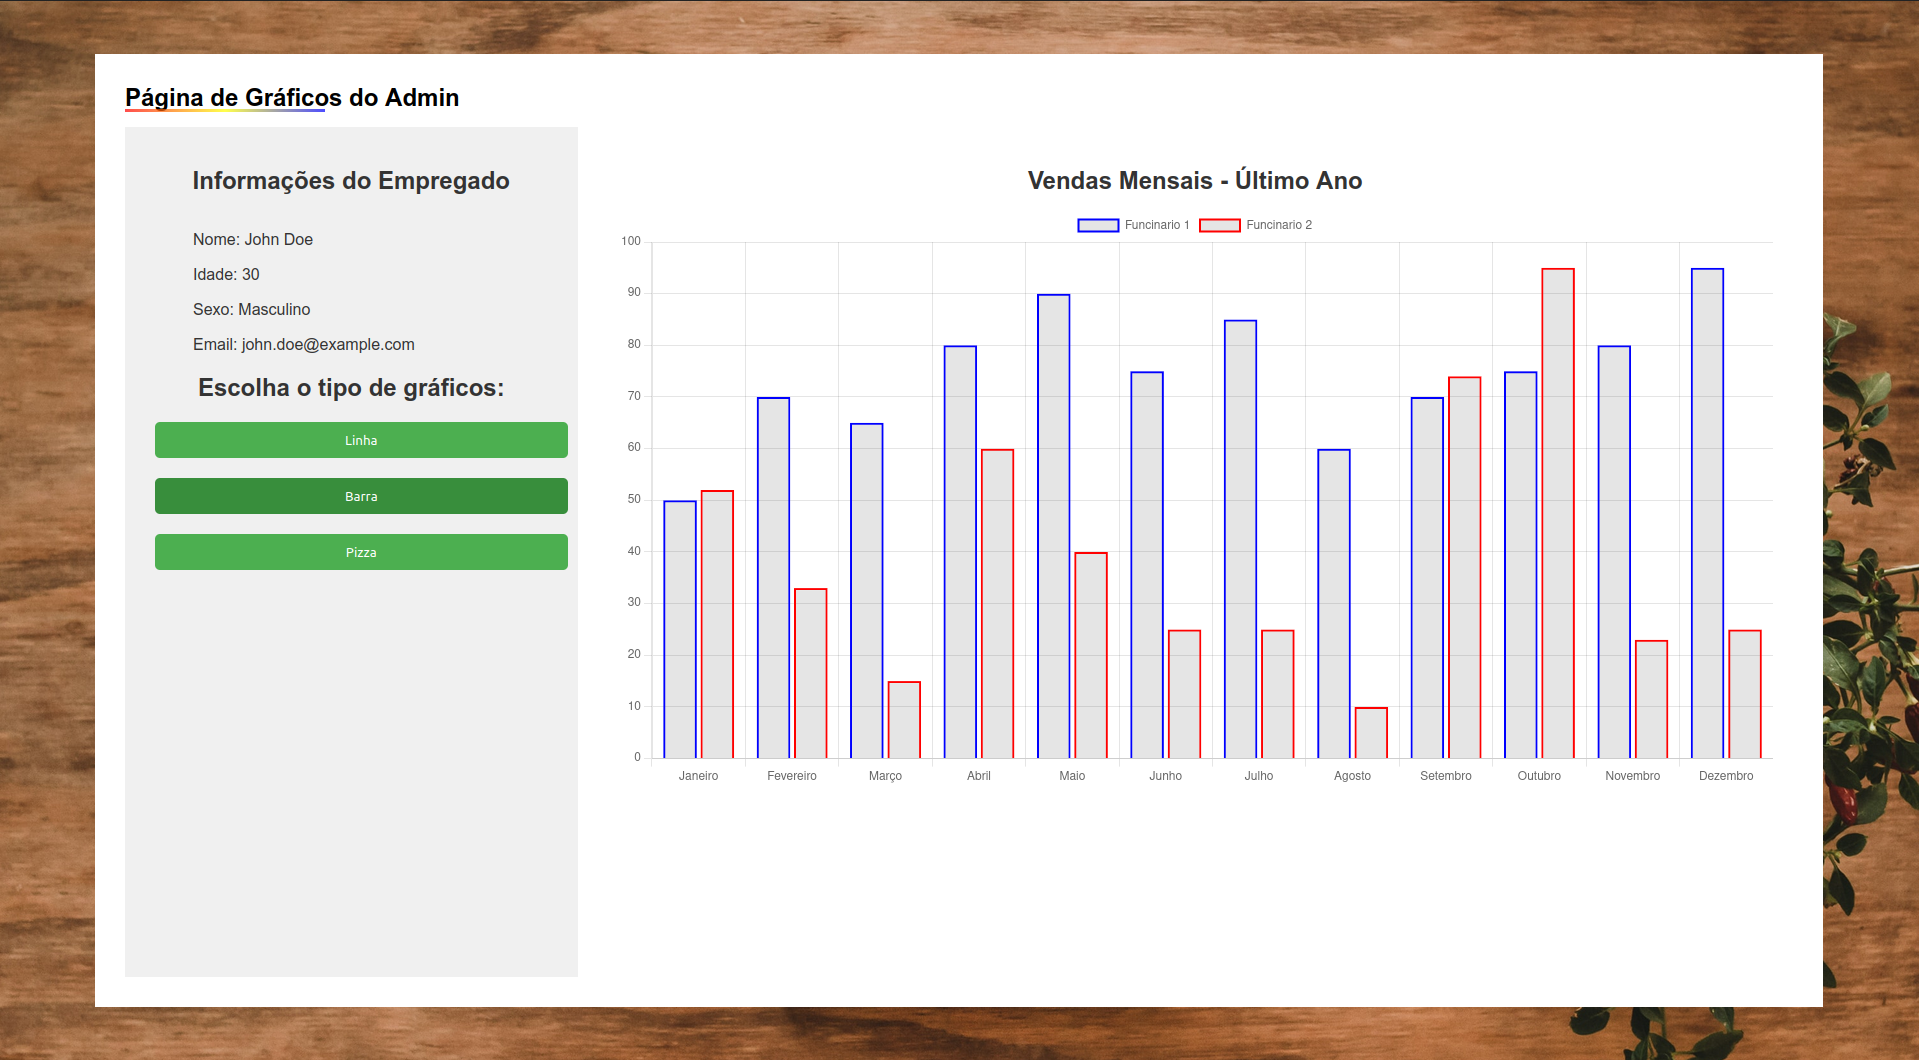 Página de Gráficos do Admin
Informações do Empregado
Nome: John Doe
Idade: 30
Sexo: Masculino
Email: john.doe@example.com
Escolha o tipo de gráficos:
Linha
Barra
Pizza
Vendas Mensais - Último Ano
Funcinario 1 Funcinario 2
100
90
80
70
60
50
40
30
20
10
0
Janeiro Fevereiro Março Abril Maio Junho Julho Agosto Setembro Outubro Novembro Dezembro